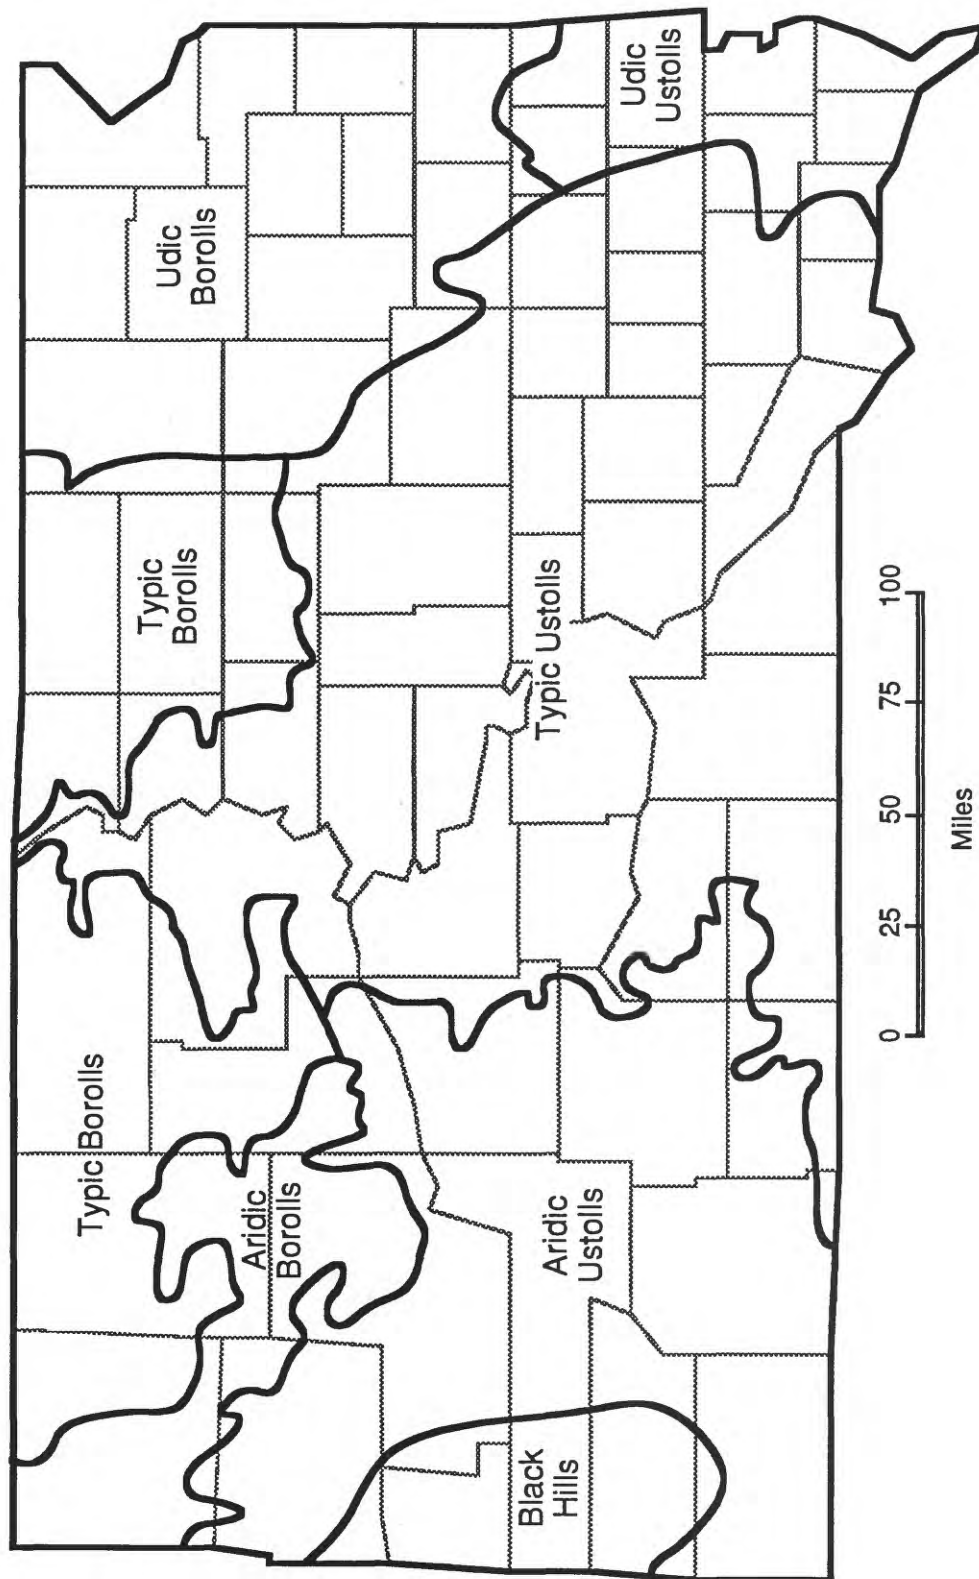 Udic
Borolls
Typic
Borolls
Typic Borolls
Aridic
Borolls
Udic
Ustolls
Typic Ustolls
Aridic
Ustolls
Black
Hills
0 25 50 75 100
Miles